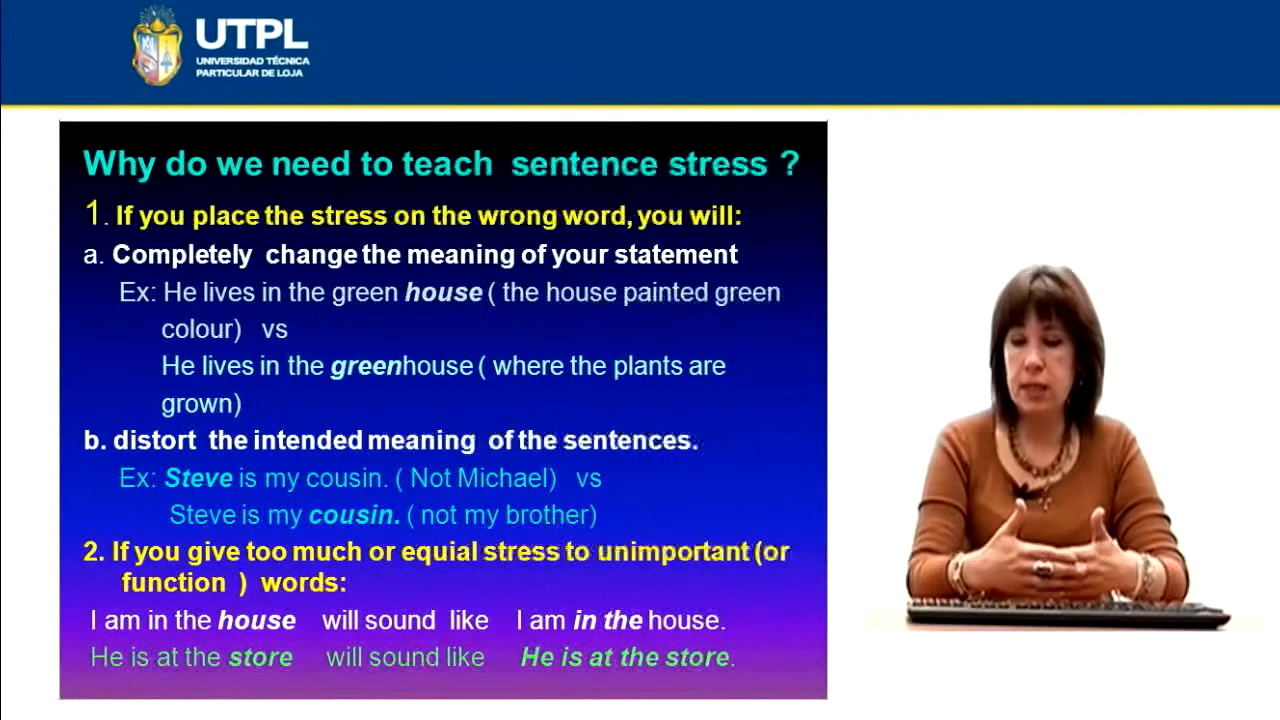 UTPL
UNIVERSIDAD TÉCNICA
PARTICULAR DE LOJA
Why do we need to teach sentence stress ?
1. If you place the stress on the wrong word, you will:
a. Completely change the meaning of your statement
Ex: He lives in the green house ( the house painted green
colour) vs
He lives in the greenhouse ( where the plants are
grown)
b. distort the intended meaning of the sentences.
Ex: Steve is my cousin. ( Not Michael) vs
Steve is my cousin. ( not my brother)
2. If you give too much or equial stress to unimportant (or
function ) words:
I am in the house will sound like I am in the house.
He is at the store will sound like He is at the store.